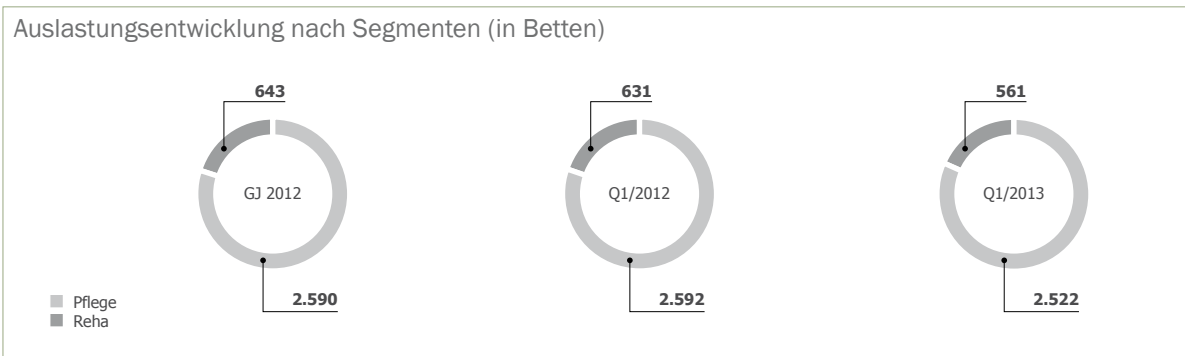 Auslastungsentwicklung nach Segmenten (in Betten)
643
631
561
GJ 2012
Q1/2012
Q1/2013
2.590
2.592
2.522
Pflege
Reha